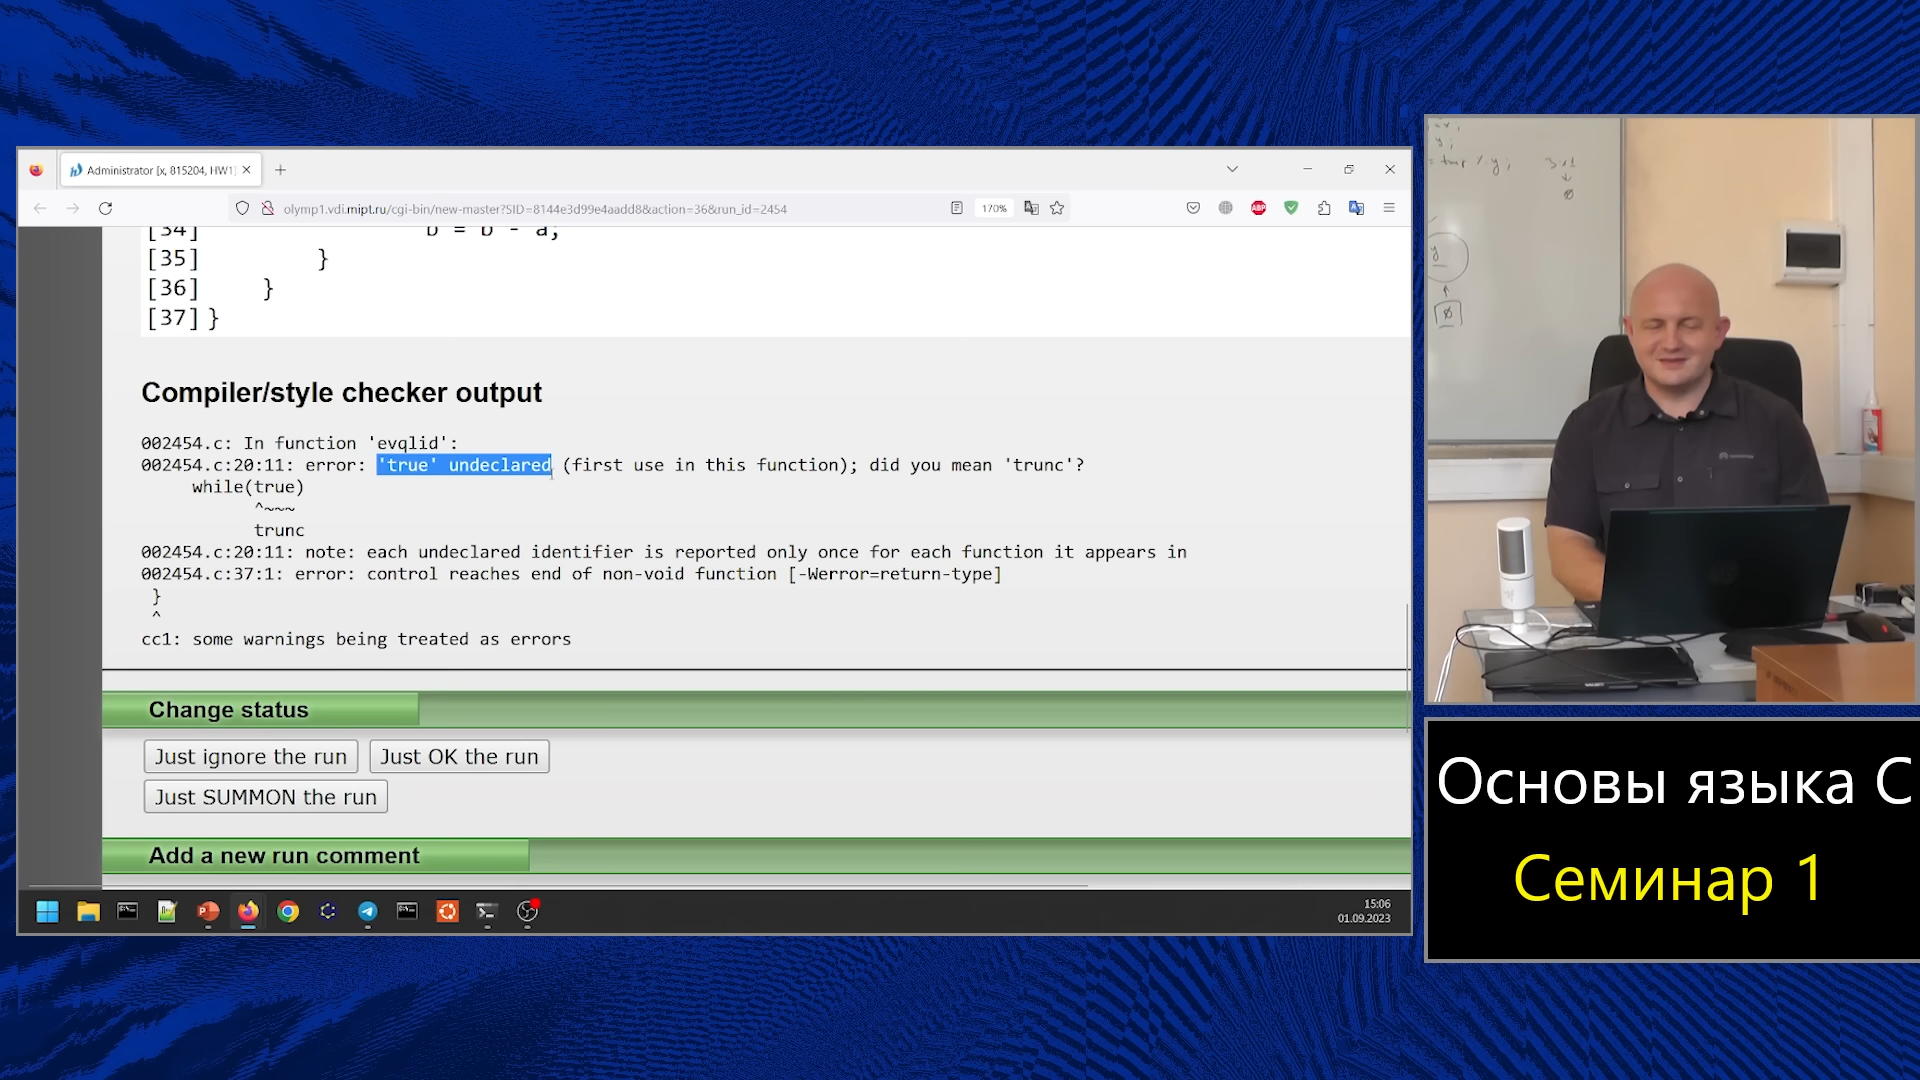 Administrator [x, 815204, HW1]
olymp1.vdi.mipt.ru/cgi-bin/new-master?SID=8144e3d99e4aadd8&action=36&run_id=2454
170%
ABP
[34] b = b - a;
[35] }
[36] }
[37] }
Compiler/style checker output
002454.c: In function 'evqlid':
002454.c:20:11: error: 'true' undeclared (first use in this function); did you mean 'trunc'?
while(true)
^~~~
trunc
002454.c:20:11: note: each undeclared identifier is reported only once for each function it appears in
002454.c:37:1: error: control reaches end of non-void function [-Werror=return-type]
}
^
cc1: some warnings being treated as errors
Change status
Just ignore the run
Just OK the run
Just SUMMON the run
Add a new run comment
15:06
01.09.2023
y;
= tmp % y;
y
Основы языка C
Семинар 1